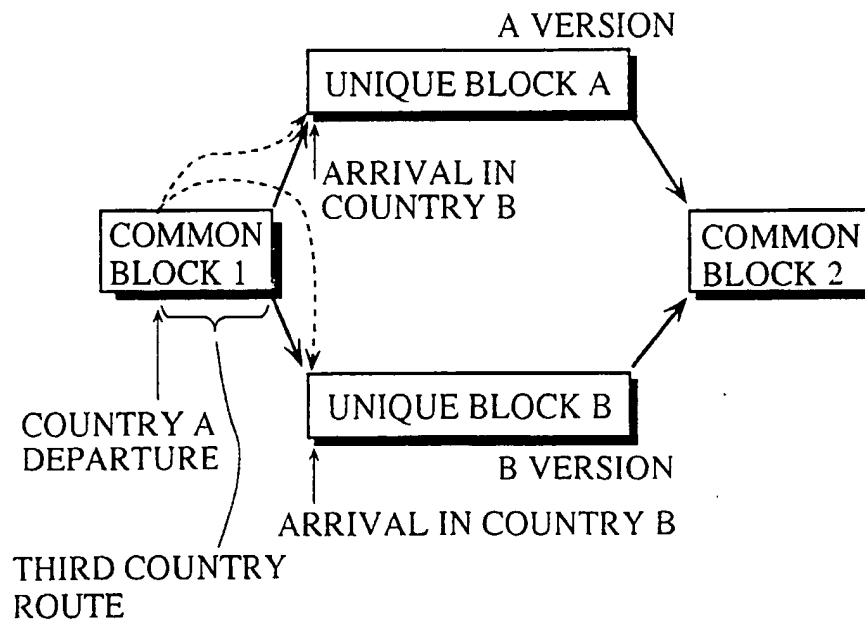 A VERSION
UNIQUE BLOCK A
ARRIVAL IN
COUNTRY B
COMMON
BLOCK 1
COMMON
BLOCK 2
UNIQUE BLOCK B
COUNTRY A
DEPARTURE
B VERSION
ARRIVAL IN COUNTRY B
THIRD COUNTRY
ROUTE